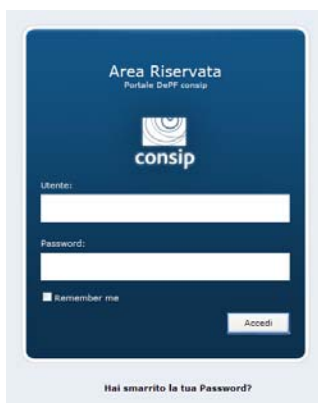 Area Riservata
Portale DePF consip
consip
Utente:
Password:
Remember me
Accedi
Hai smarrito la tua Password?